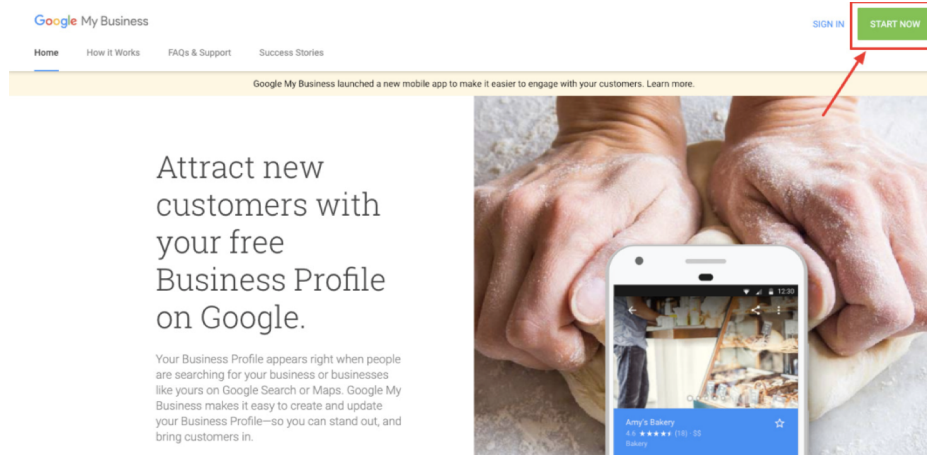 Google My Business
SIGN IN
START NOW
Home
How it Works
FAQs & Support
Success Stories
Google My Business launched a new mobile app to make it easier to engage with your customers. Learn more.
Attract new
customers with
your free
Business Profile
on Google.
Your Business Profile appears right when people
are searching for your business or businesses
like yours on Google Search or Maps. Google My
Business makes it easy to create and update
your Business Profile—so you can stand out, and
bring customers in.
12:30
Amy's Bakery
4.6 ★★★★★ (18) · $$
Bakery